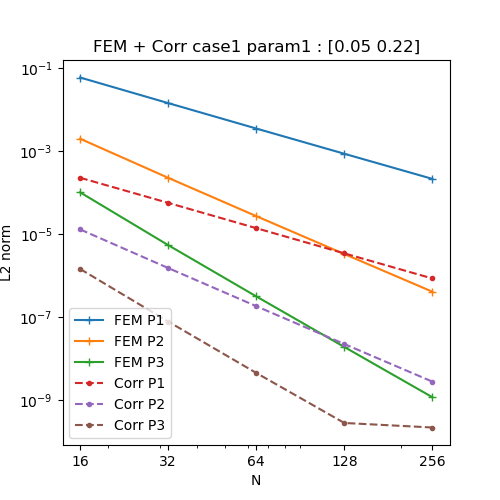 FEM + Corr case1 param1 : [0.05 0.22]
10⁻¹
10⁻³
10⁻⁵
10⁻⁷
10⁻⁹
L2 norm
FEM P1
FEM P2
FEM P3
Corr P1
Corr P2
Corr P3
16 32 64 128 256
N